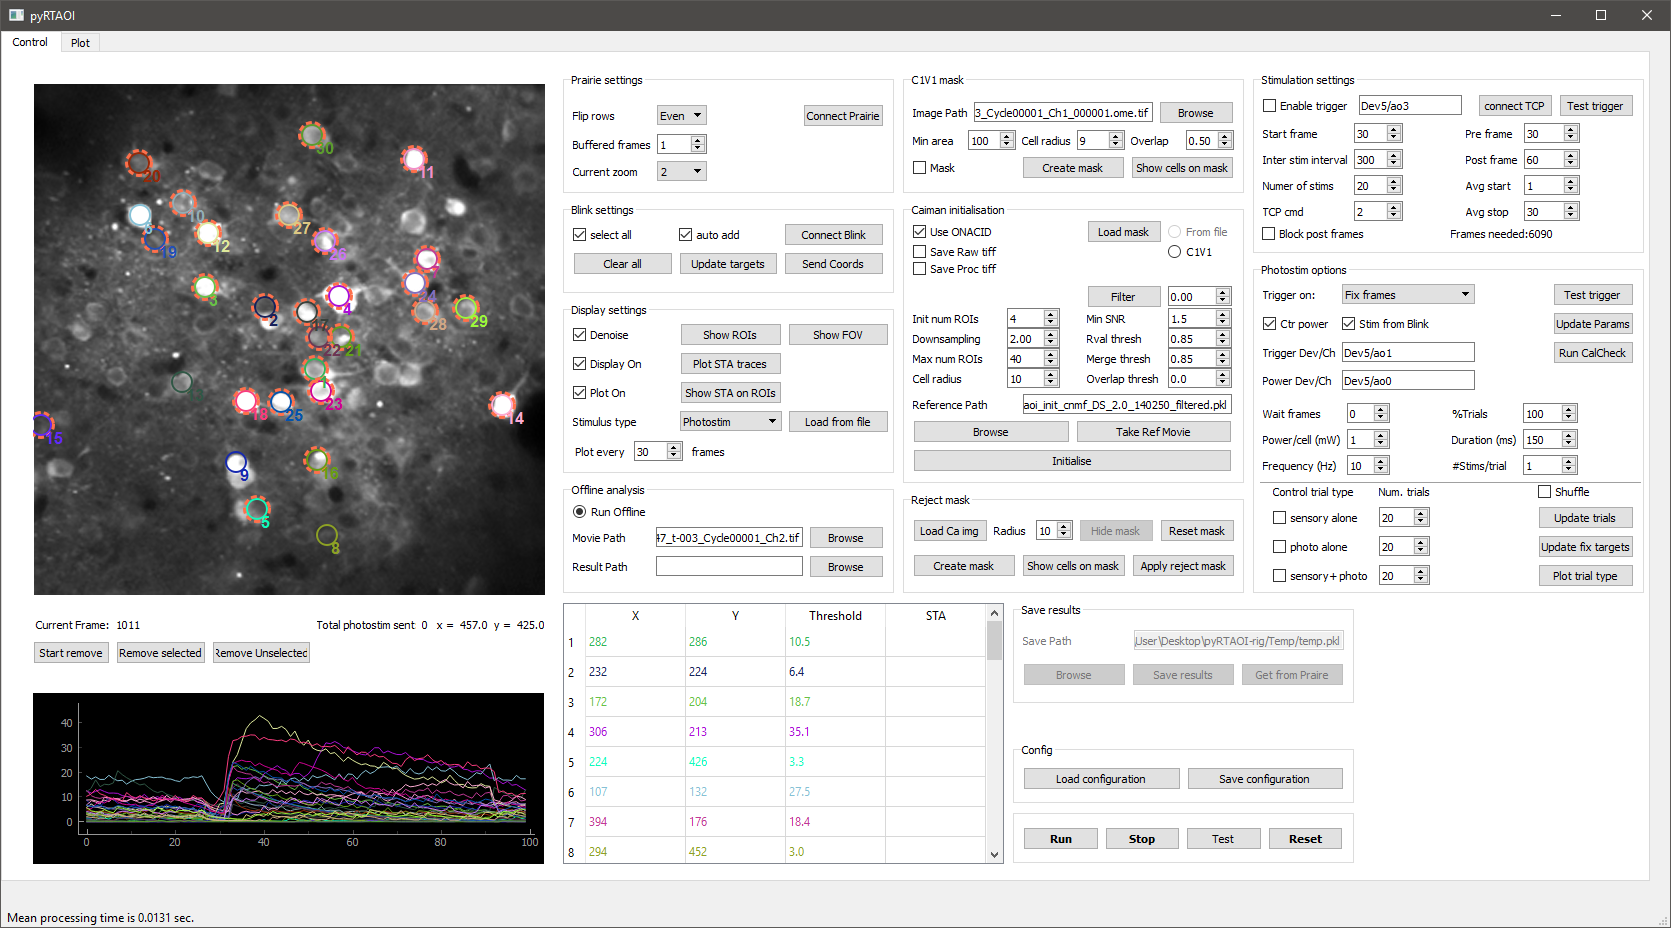 pyRTAOI
Control Plot
Prairie settings
Flip rows Even Connect Prairie
Buffered frames 1
Current zoom 2
Blink settings
select all auto add Connect Blink
Clear all Update targets Send Coords
Display settings
Denoise Show ROIs Show FOV
Display On Plot STA traces
Plot On Show STA on ROIs
Stimulus type Photostim Load from file
Plot every 30 frames
Offline analysis
Run Offline
Movie Path 47_t-003_Cycle00001_Ch2.tif Browse
Result Path Browse
C1V1 mask
Image Path 3_Cycle00001_Ch1_000001.ome.tif Browse
Min area 100 Cell radius 9 Overlap 0.50
Mask Create mask Show cells on mask
Caiman initialisation
Use ONACID Load mask From file
Save Raw tiff C1V1
Save Proc tiff
Filter 0.00
Init num ROIs 4 Min SNR 1.5
Downsampling 2.00 Rval thresh 0.85
Max num ROIs 40 Merge thresh 0.85
Cell radius 10 Overlap thresh 0.0
Reference Path aoi_init_cnmf_DS_2.0_140250_filtered.pkl
Browse Take Ref Movie
Initialise
Reject mask
Load Ca img Radius 10 Hide mask Reset mask
Create mask Show cells on mask Apply reject mask
Stimulation settings
Enable trigger Dev5/ao3 connect TCP Test trigger
Start frame 30 Pre frame 30
Inter stim interval 300 Post frame 60
Numer of stims 20 Avg start 1
TCP cmd 2 Avg stop 30
Block post frames Frames needed:6090
Photostim options
Trigger on: Fix frames Test trigger
Ctr power Stim from Blink Update Params
Trigger Dev/Ch Dev5/ao1 Run CalCheck
Power Dev/Ch Dev5/ao0
Wait frames 0 %Trials 100
Power/cell (mW) 1 Duration (ms) 150
Frequency (Hz) 10 #Stims/trial 1
Control trial type Num. trials Shuffle
sensory alone 20 Update trials
photo alone 20 Update fix targets
sensory+photo 20 Plot trial type
30
20
11
10
6
27
12
19
26
7
3
24
4
2
17
28
29
22
21
1
18
25
23
14
15
9
16
5
8
Current Frame: 1011 Total photostim sent 0 x = 457.0 y = 425.0
Start remove Remove selected Remove Unselected
40
30
20
10
0
0 20 40 60 80 100
X Y Threshold STA
1 282 286 10.5
2 232 224 6.4
3 172 204 18.7
4 306 213 35.1
5 224 426 3.3
6 107 132 27.5
7 394 176 18.4
8 294 452 3.0
Save results
Save Path User\Desktop\pyRTAOI-rig/Temp/temp.pkl
Browse Save results Get from Praire
Config
Load configuration Save configuration
Run Stop Test Reset
Mean processing time is 0.0131 sec.